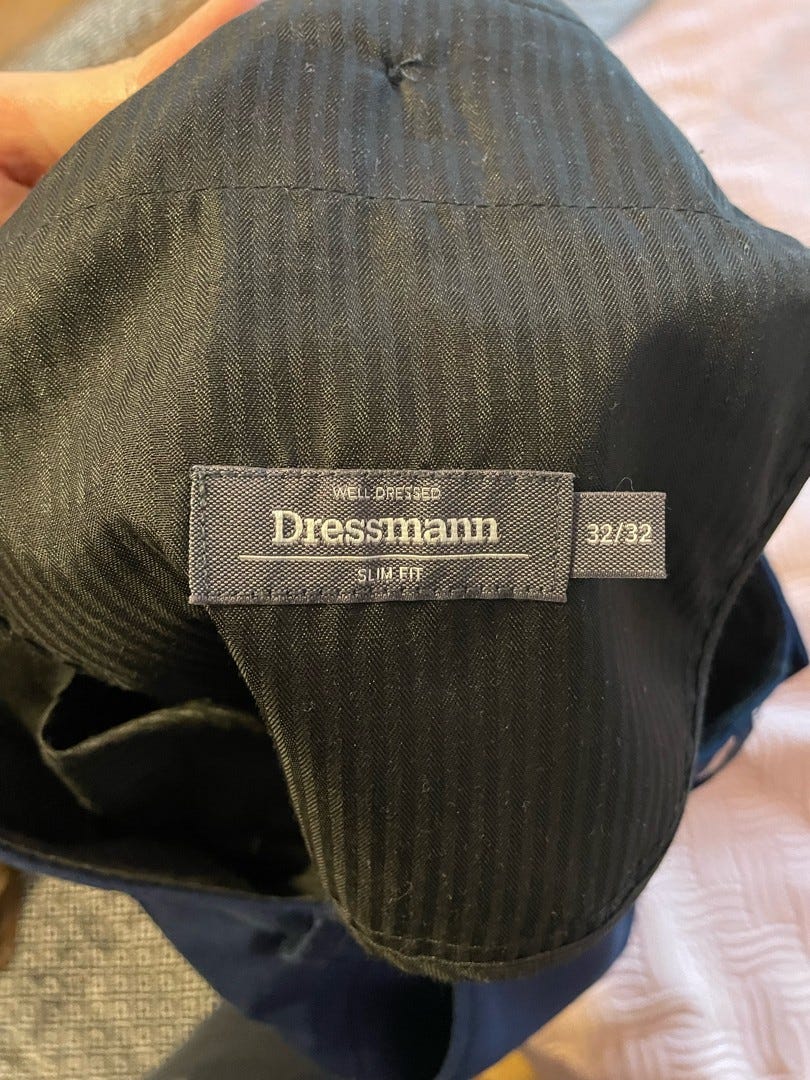 WELL DRESSED
Dressmann
SLIM FIT
32/32